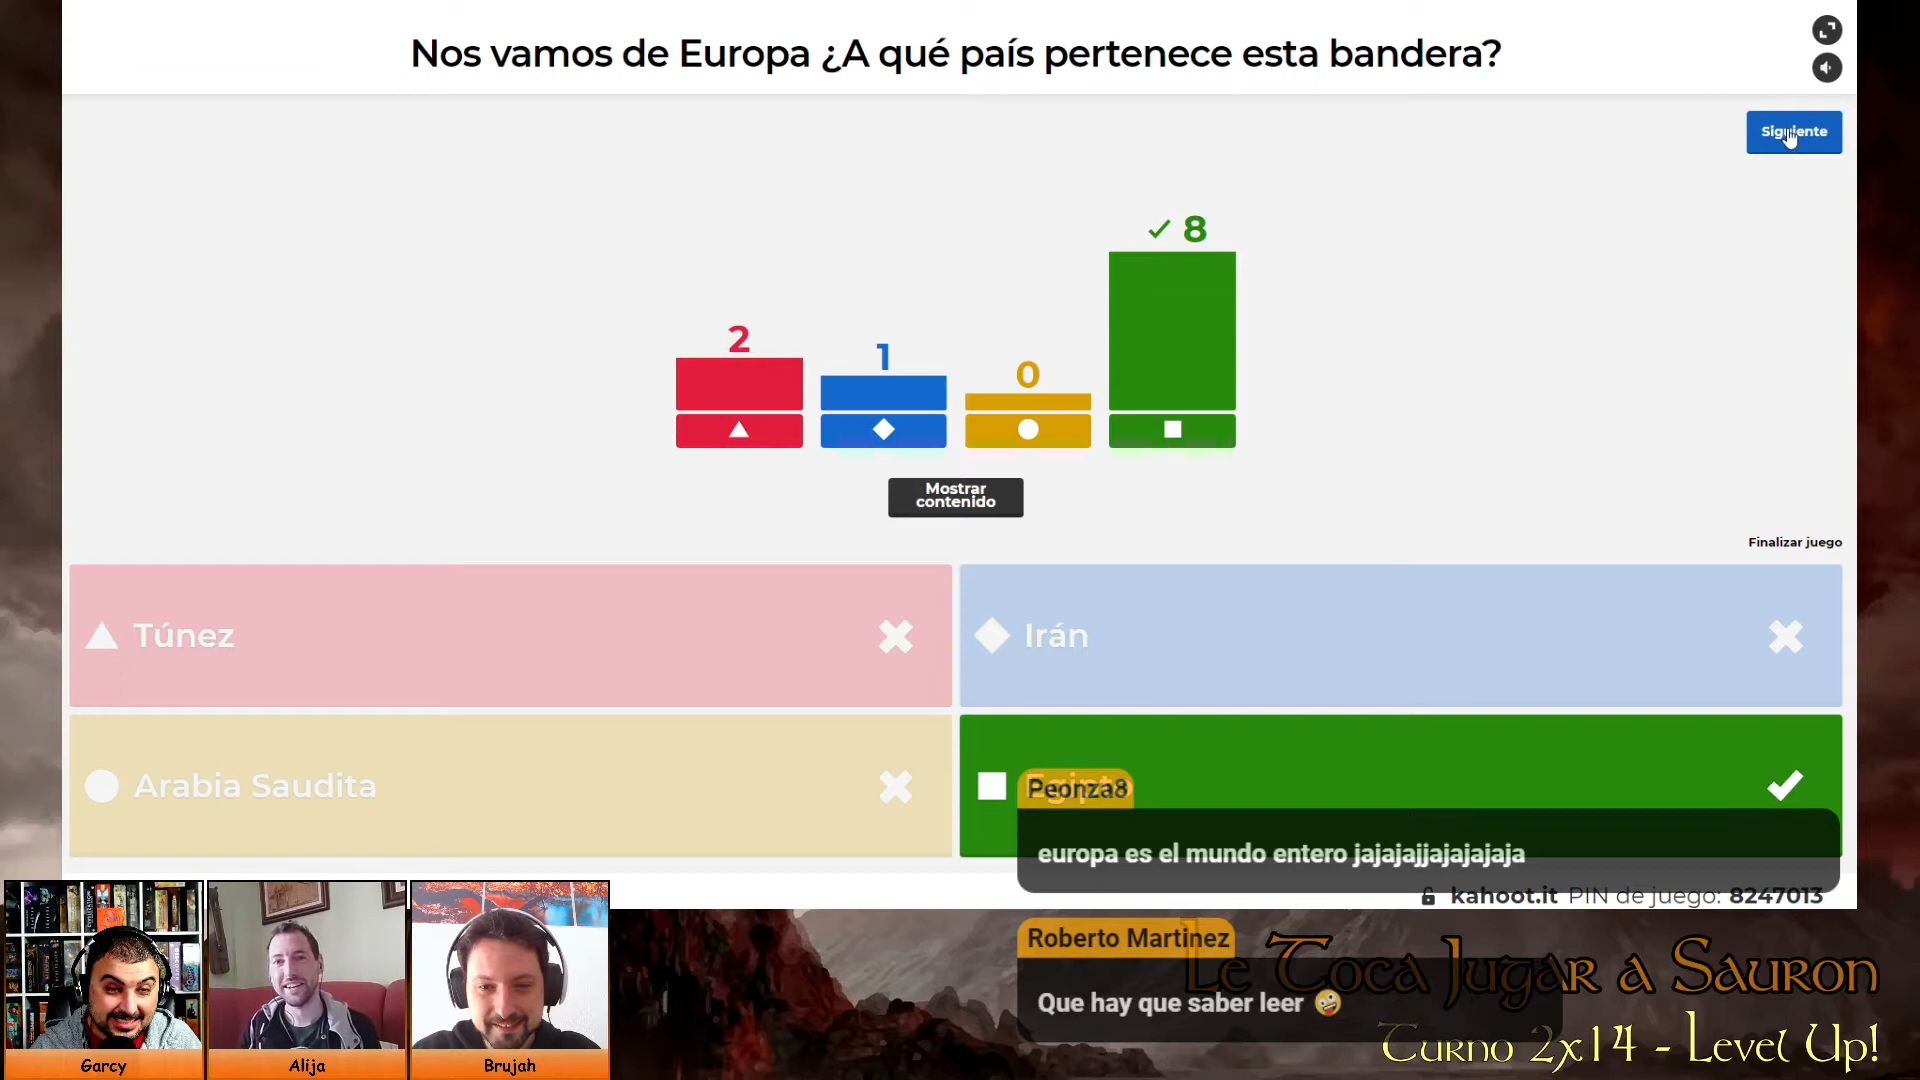 Nos vamos de Europa ¿A qué país pertenece esta bandera?
Siguiente
8
2
1
0
Mostrar
contenido
Finalizar juego
Túnez
Irán
Arabia Saudita
Egipto
Peonza8
europa es el mundo entero jajajajjajajajaja
kahoot.it PIN de juego: 8247013
Roberto Martinez
Que hay que saber leer 🤪
Le Toca Jugar a Sauron
Turno 2x14 - Level Up!
Garcy
Alija
Brujah